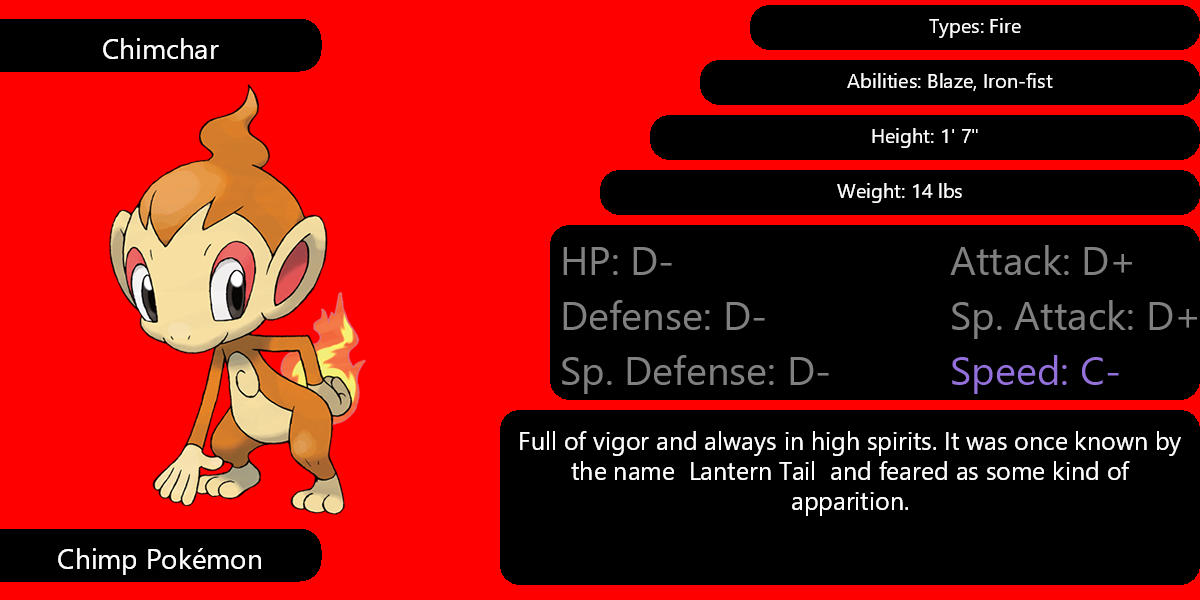 Chimchar
Types: Fire
Abilities: Blaze, Iron-fist
Height: 1' 7"
Weight: 14 lbs
HP: D-
Attack: D+
Defense: D-
Sp. Attack: D+
Sp. Defense: D-
Speed: C-
Full of vigor and always in high spirits. It was once known by
the name  Lantern Tail  and feared as some kind of
apparition.
Chimp Pokémon